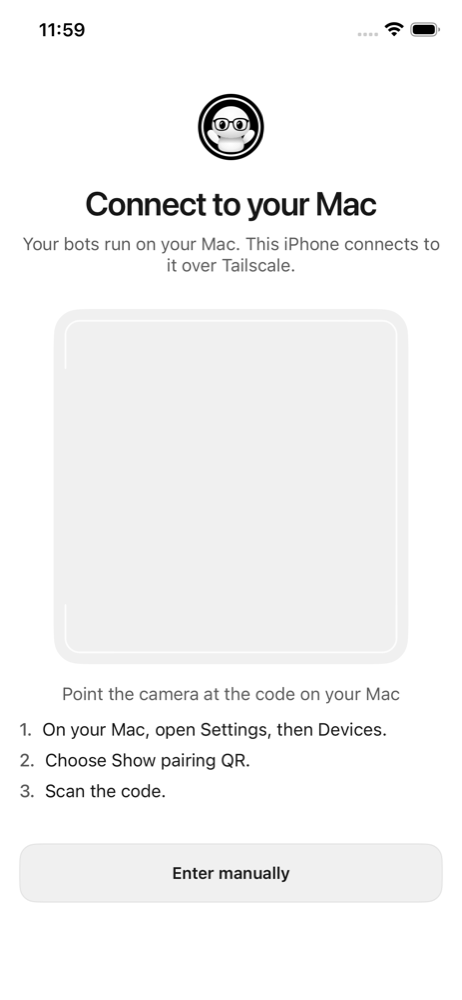 11:59
Connect to your Mac
Your bots run on your Mac. This iPhone connects to
it over Tailscale.
Point the camera at the code on your Mac
1. On your Mac, open Settings, then Devices.
2. Choose Show pairing QR.
3. Scan the code.
Enter manually